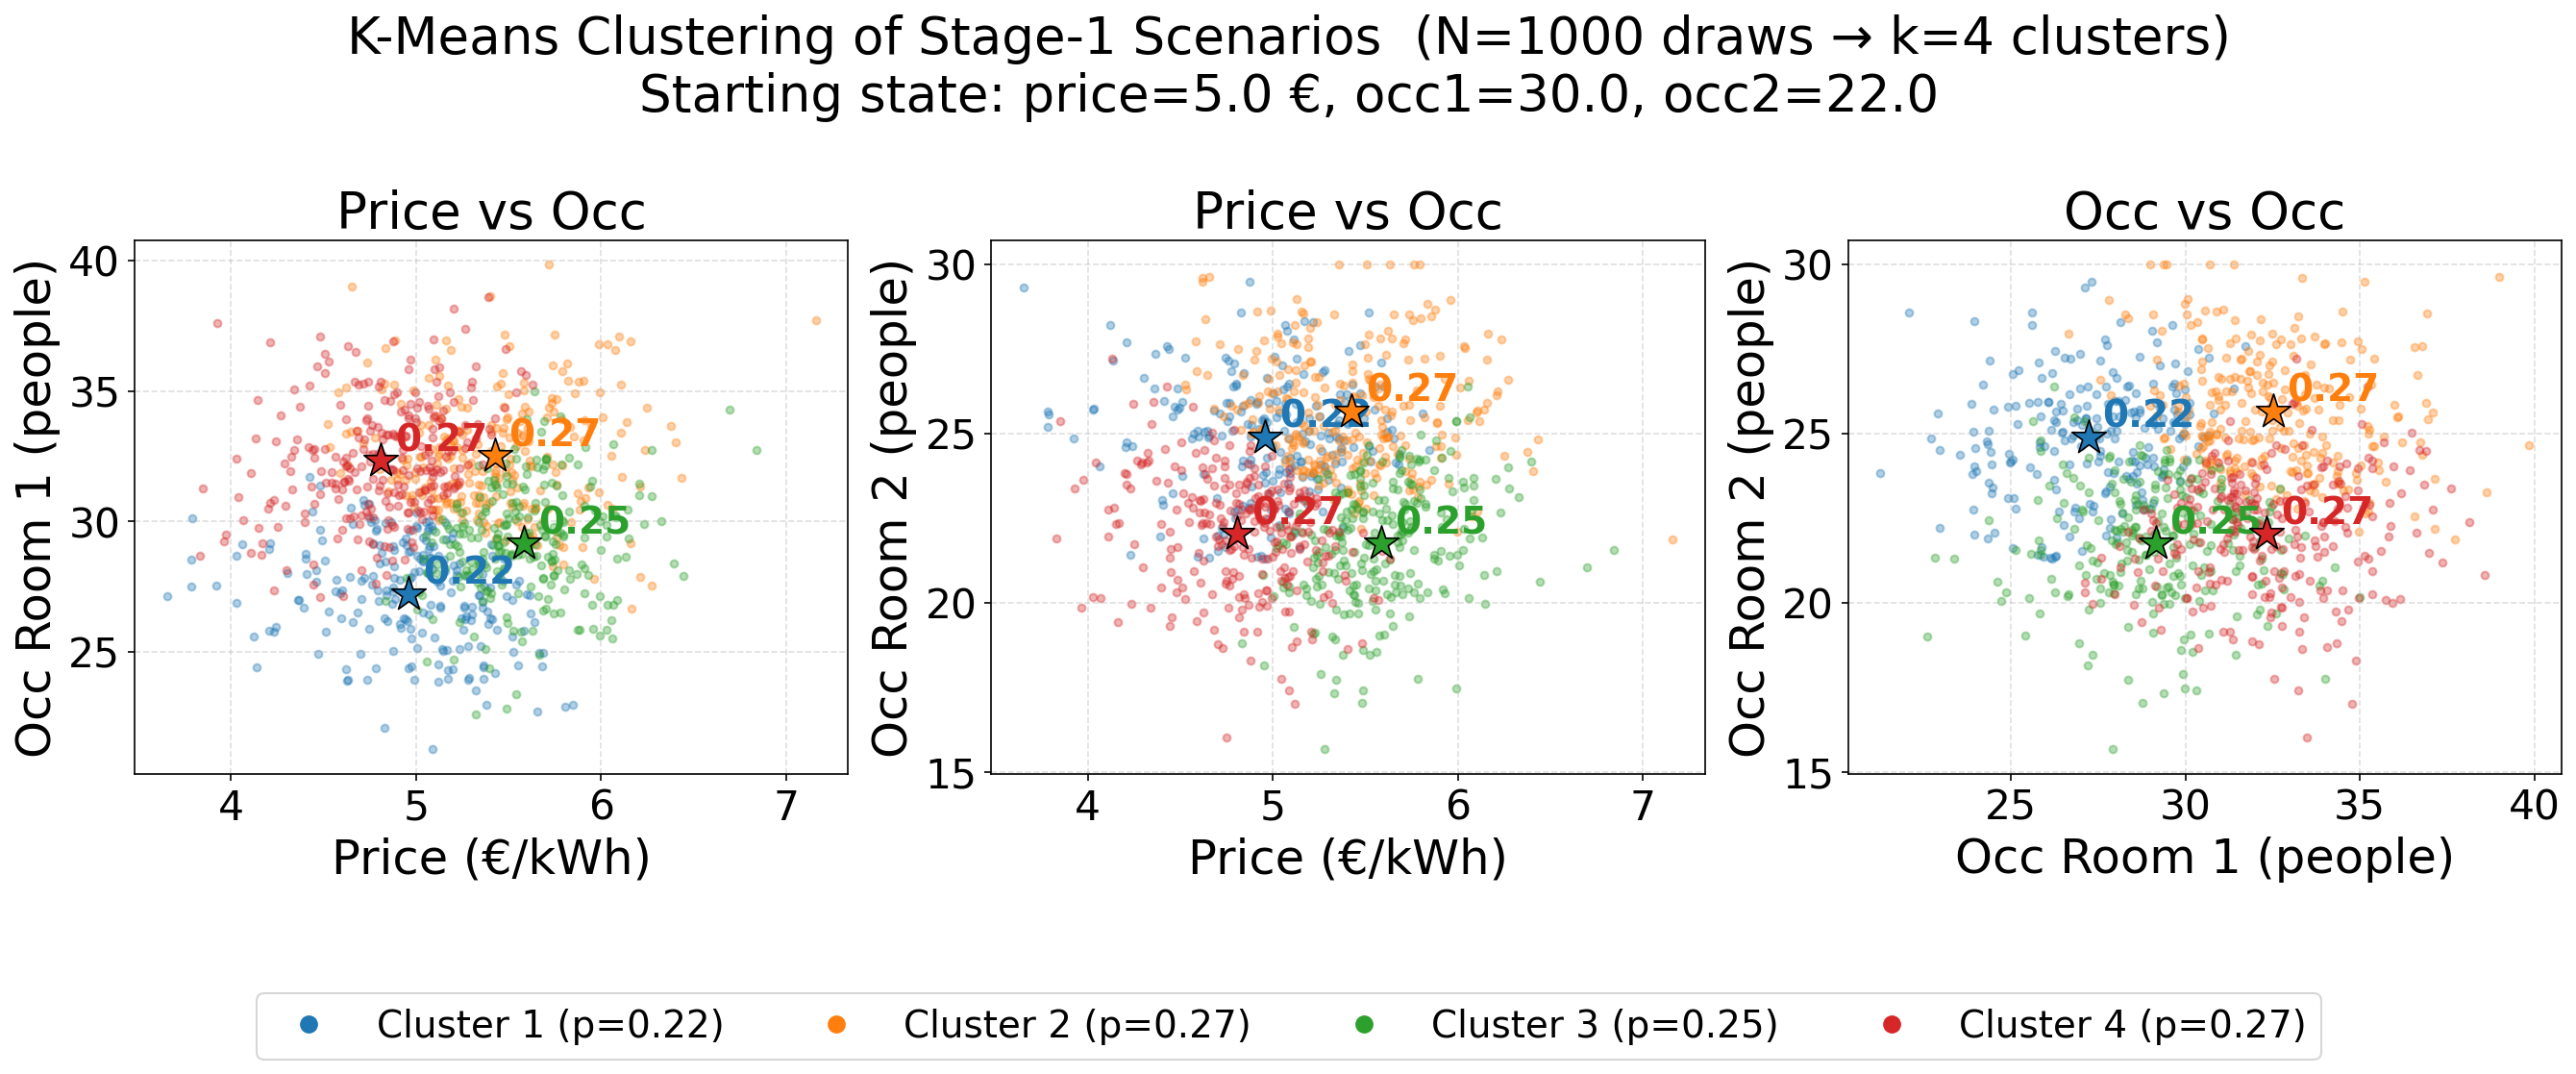 K-Means Clustering of Stage-1 Scenarios (N=1000 draws → k=4 clusters)
Starting state: price=5.0 €, occ1=30.0, occ2=22.0
Price vs Occ
Occ Room 1 (people)
40
35
30
25
0.27
0.27
0.25
0.22
4
5
6
7
Price (€/kWh)
Price vs Occ
Occ Room 2 (people)
30
25
20
15
0.27
0.22
0.27
0.25
4
5
6
7
Price (€/kWh)
Occ vs Occ
Occ Room 2 (people)
30
25
20
15
0.27
0.22
0.27
0.25
25
30
35
40
Occ Room 1 (people)
Cluster 1 (p=0.22)
Cluster 2 (p=0.27)
Cluster 3 (p=0.25)
Cluster 4 (p=0.27)